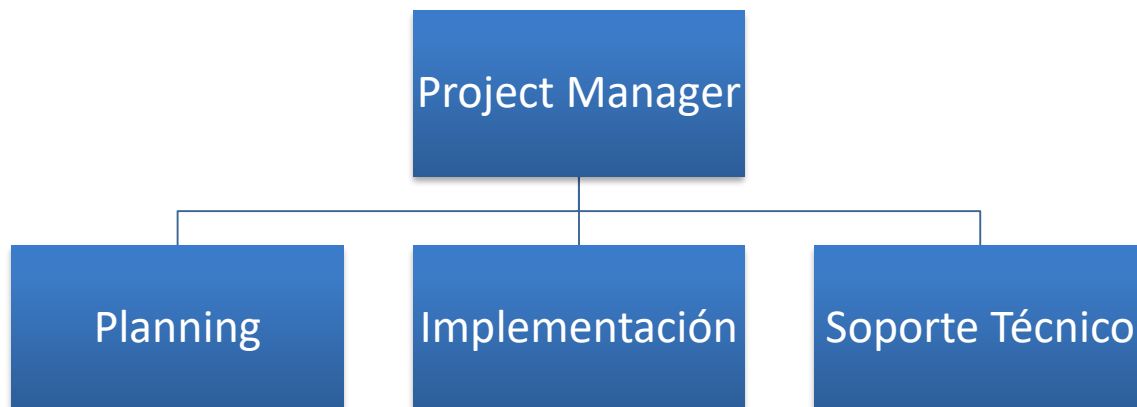 Project Manager
Planning
Implementación
Soporte Técnico